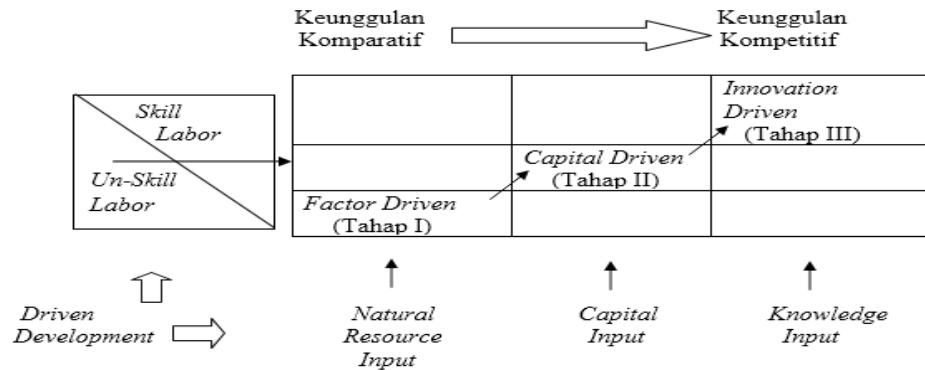 Keunggulan
Komparatif
Keunggulan
Kompetitif
Skill
Labor
Un-Skill
Labor
Innovation
Driven
(Tahap III)
Capital Driven
(Tahap II)
Factor Driven
(Tahap I)
Driven
Development
Natural
Resource
Input
Capital
Input
Knowledge
Input